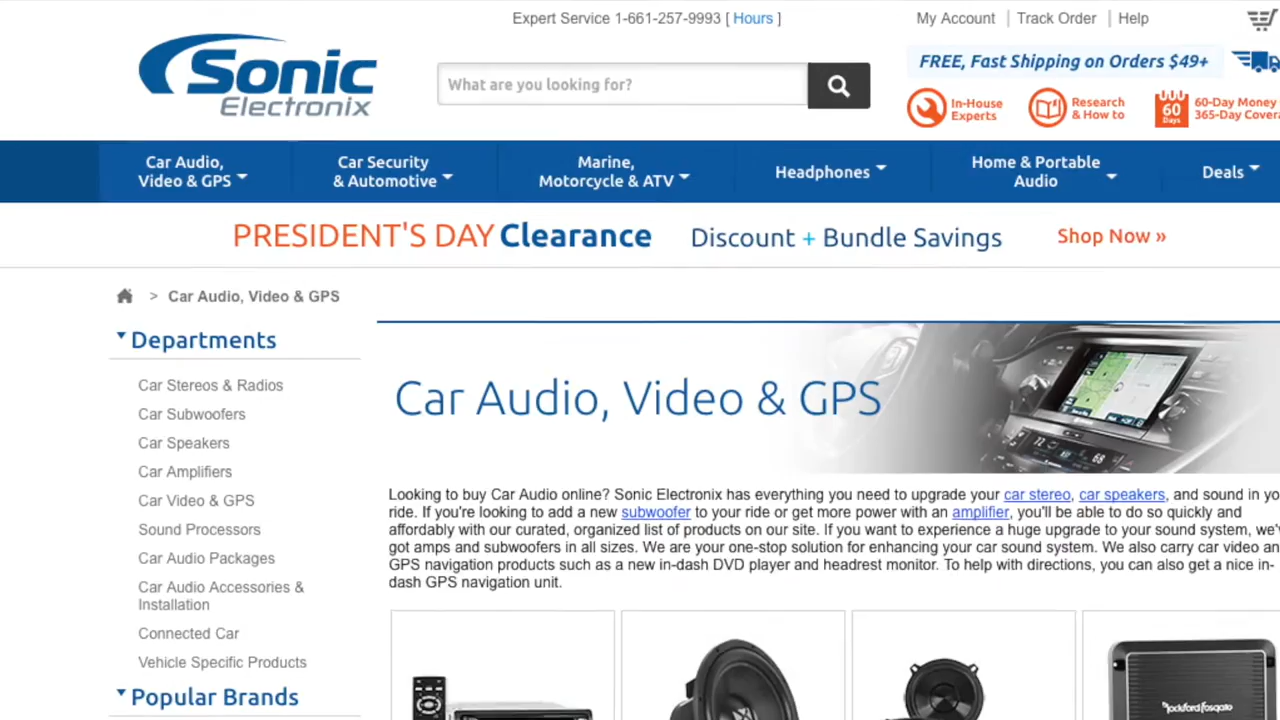 Expert Service 1-661-257-9993 [ Hours ]
My Account | Track Order | Help
Sonic
Electronix
What are you looking for?
FREE, Fast Shipping on Orders $49+
In-House
Experts
Research
& How to
60
Days
60-Day Money
365-Day Cover
Car Audio,
Video & GPS
Car Security
& Automotive
Marine,
Motorcycle & ATV
Headphones
Home & Portable
Audio
Deals
PRESIDENT'S DAY Clearance Discount + Bundle Savings Shop Now »
> Car Audio, Video & GPS
Departments
Car Stereos & Radios
Car Subwoofers
Car Speakers
Car Amplifiers
Car Video & GPS
Sound Processors
Car Audio Packages
Car Audio Accessories &
Installation
Connected Car
Vehicle Specific Products
Popular Brands
Car Audio, Video & GPS
72
68
Looking to buy Car Audio online? Sonic Electronix has everything you need to upgrade your car stereo, car speakers, and sound in yo
ride. If you're looking to add a new subwoofer to your ride or get more power with an amplifier, you'll be able to do so quickly and
affordably with our curated, organized list of products on our site. If you want to experience a huge upgrade to your sound system, we'
got amps and subwoofers in all sizes. We are your one-stop solution for enhancing your car sound system. We also carry car video an
GPS navigation products such as a new in-dash DVD player and headrest monitor. To help with directions, you can also get a nice in-
dash GPS navigation unit.
Rockford Fosgate